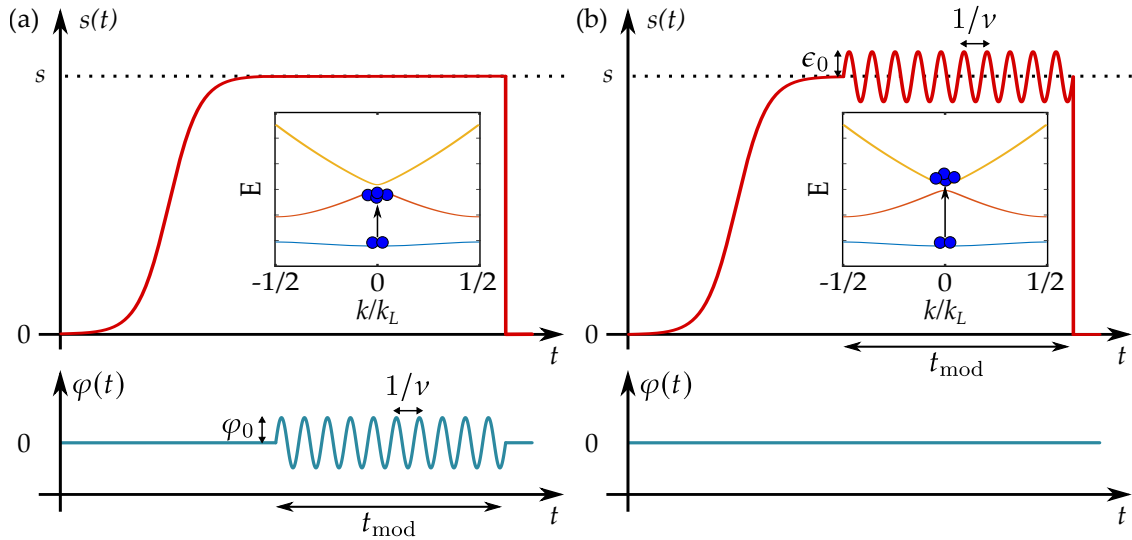 (a)
s(t)
s
E
-1/2
0
1/2
k/k_L
0
t
φ(t)
1/ν
φ_0
0
t_mod
t
(b)
s(t)
1/ν
s
ϵ_0
E
-1/2
0
1/2
k/k_L
0
t
t_mod
φ(t)
0
t